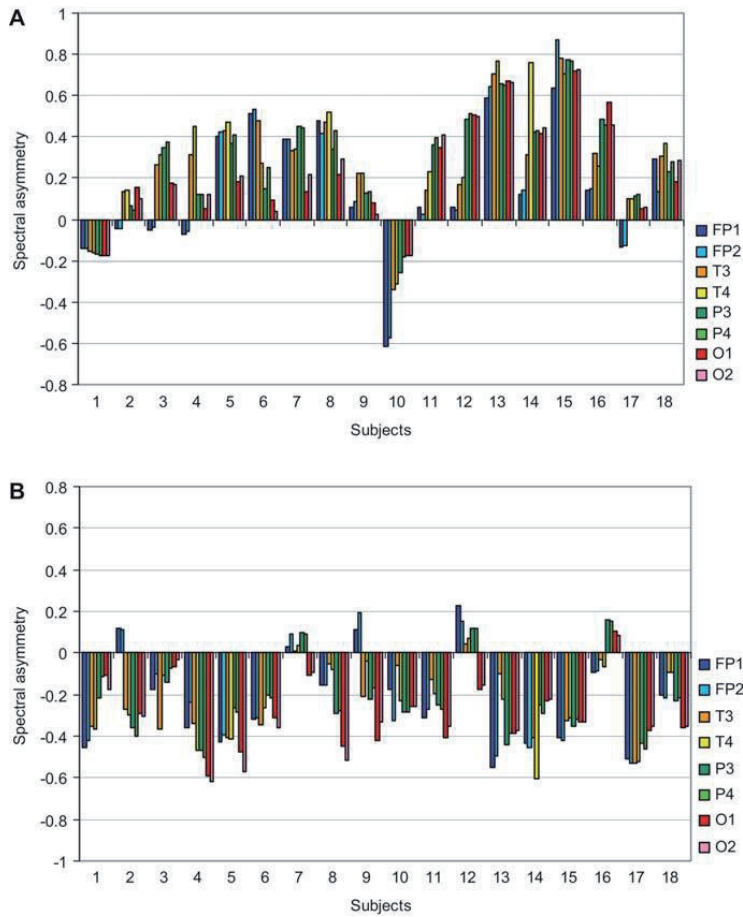 A
Spectral asymmetry
1
0.8
0.6
0.4
0.2
0
-0.2
-0.4
-0.6
-0.8
1 2 3 4 5 6 7 8 9 10 11 12 13 14 15 16 17 18
Subjects
FP1
FP2
T3
T4
P3
P4
O1
O2
B
Spectral asymmetry
0.8
0.6
0.4
0.2
0
-0.2
-0.4
-0.6
-0.8
-1
1 2 3 4 5 6 7 8 9 10 11 12 13 14 15 16 17 18
Subjects
FP1
FP2
T3
T4
P3
P4
O1
O2